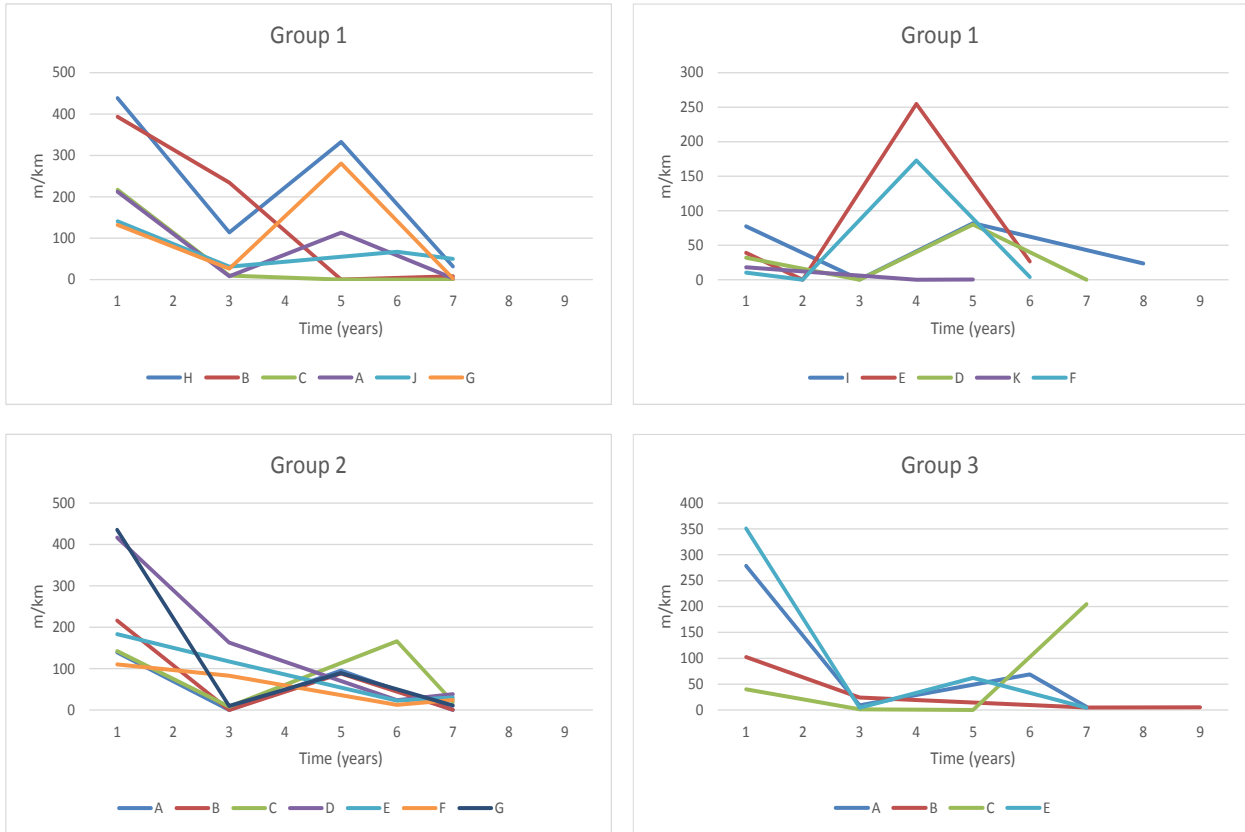 Group 1
500
400
300
200
100
0
m/km
1 2 3 4 5 6 7 8 9
Time (years)
H B C A J G
Group 1
300
250
200
150
100
50
0
m/km
1 2 3 4 5 6 7 8 9
Time (years)
I E D K F
Group 2
500
400
300
200
100
0
m/km
1 2 3 4 5 6 7 8 9
Time (years)
A B C D E F G
Group 3
400
350
300
250
200
150
100
50
0
m/km
1 2 3 4 5 6 7 8 9
Time (years)
A B C E